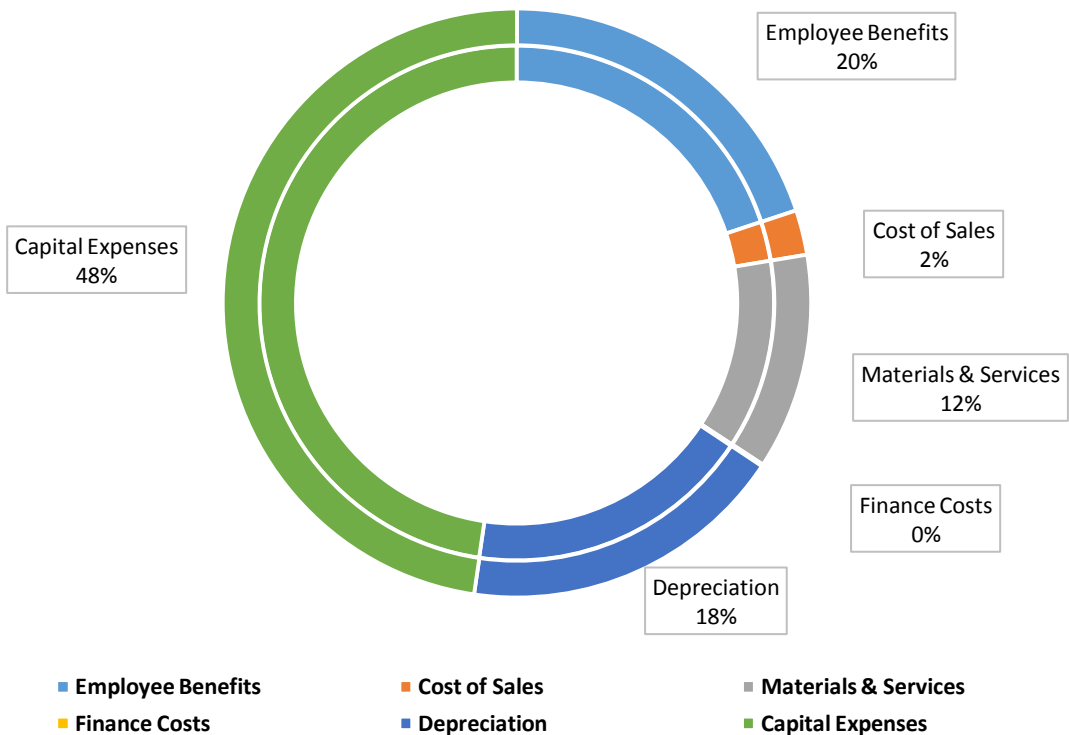 Employee Benefits
20%
Cost of Sales
2%
Capital Expenses
48%
Materials & Services
12%
Finance Costs
0%
Depreciation
18%
Employee Benefits
Cost of Sales
Materials & Services
Finance Costs
Depreciation
Capital Expenses